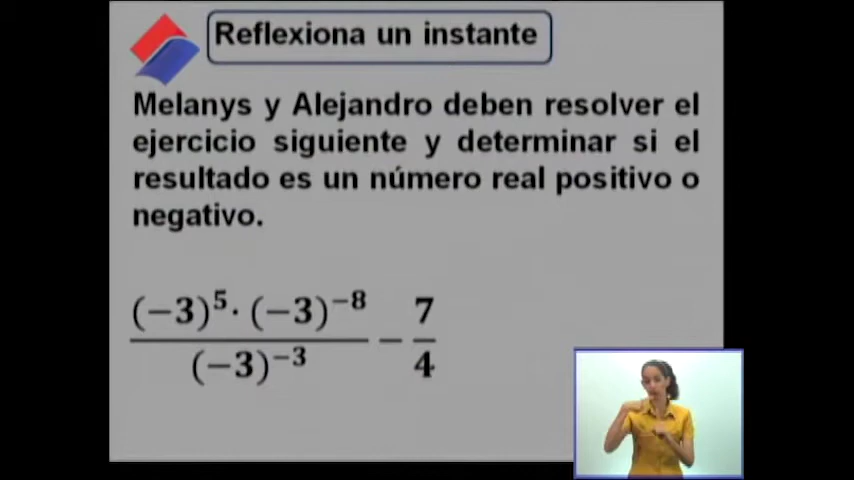 Reflexiona un instante
Melanys y Alejandro deben resolver el
ejercicio siguiente y determinar si el
resultado es un número real positivo o
negativo.
(−3)⁵· (−3)⁻⁸
(−3)⁻³
− 7
4